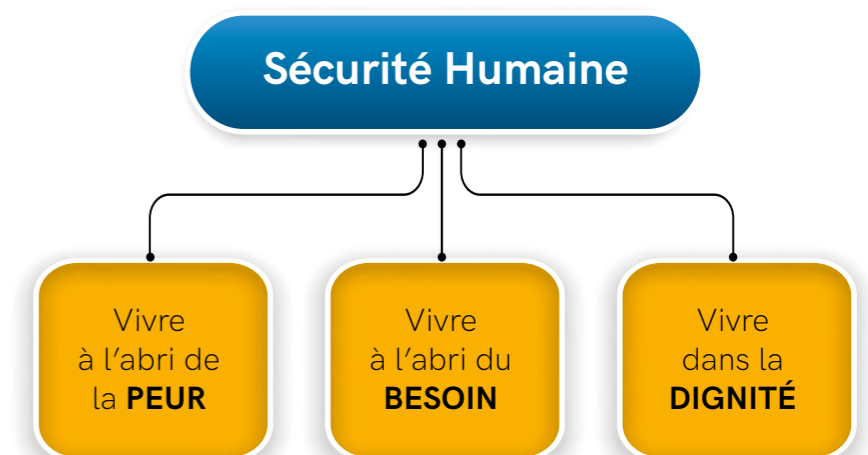 Sécurité Humaine
Vivre
à l’abri de
la PEUR
Vivre
à l’abri du
BESOIN
Vivre
dans la
DIGNITÉ